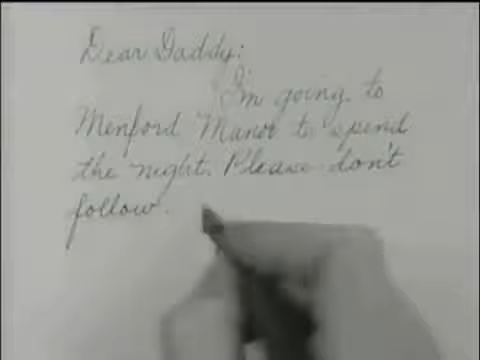 Dear Daddy:
I'm going to
Menford Manor to spend
the night. Please don't
follow.